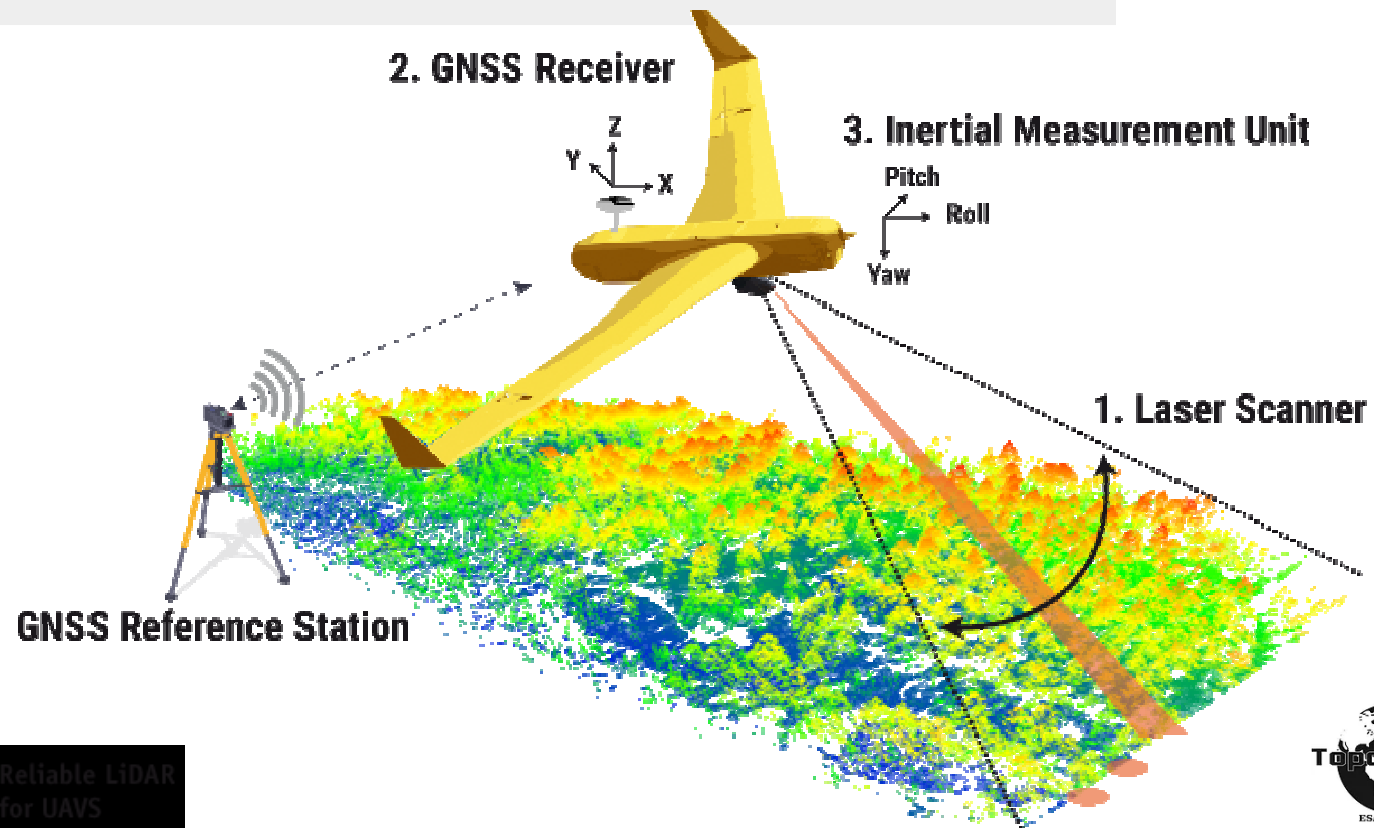 2. GNSS Receiver
3. Inertial Measurement Unit
Z
Y
X
Pitch
Roll
Yaw
1. Laser Scanner
GNSS Reference Station
Reliable LiDAR
for UAVS